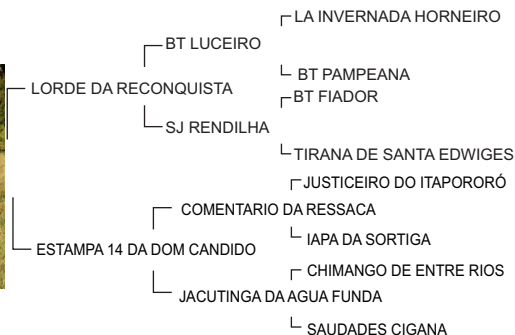 LA INVERNADA HORNEIRO
BT LUCEIRO
BT PAMPEANA
LORDE DA RECONQUISTA
BT FIADOR
SJ RENDILHA
TIRANA DE SANTA EDWIGES
JUSTICEIRO DO ITAPORORÓ
COMENTARIO DA RESSACA
IAPA DA SORTIGA
ESTAMPA 14 DA DOM CANDIDO
CHIMANGO DE ENTRE RIOS
JACUTINGA DA AGUA FUNDA
SAUDADES CIGANA